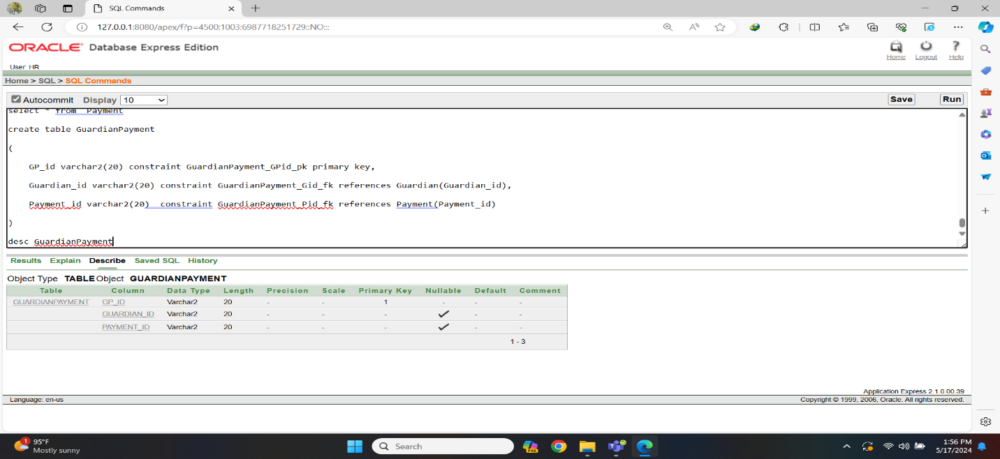 SQL Commands
127.0.0.1:8080/apex/f?p=4500:1003:6987718251729::NO:::
ORACLE Database Express Edition
Home Logout Help
User: HR
Home > SQL > SQL Commands
Autocommit Display 10 Save Run
select * from  Payment
create table GuardianPayment
(
GP_id varchar2(20) constraint GuardianPayment_GPid_pk primary key,
Guardian_id varchar2(20) constraint GuardianPayment_Gid_fk references Guardian(Guardian_id),
Payment_id varchar2(20)  constraint GuardianPayment_Pid_fk references Payment(Payment_id)
)
desc GuardianPayment
Results Explain Describe Saved SQL History
Object Type TABLE Object GUARDIANPAYMENT
Table Column Data Type Length Precision Scale Primary Key Nullable Default Comment
GUARDIANPAYMENT GP_ID Varchar2 20 - - 1 - - -
GUARDIAN_ID Varchar2 20 - - - ✓ - -
PAYMENT_ID Varchar2 20 - - - ✓ - -
1 - 3
Application Express 2.1.0.00.39
Language: en-us Copyright © 1999, 2006, Oracle. All rights reserved.
1 95°F
Mostly sunny
Search
PRE
1:56 PM
5/17/2024